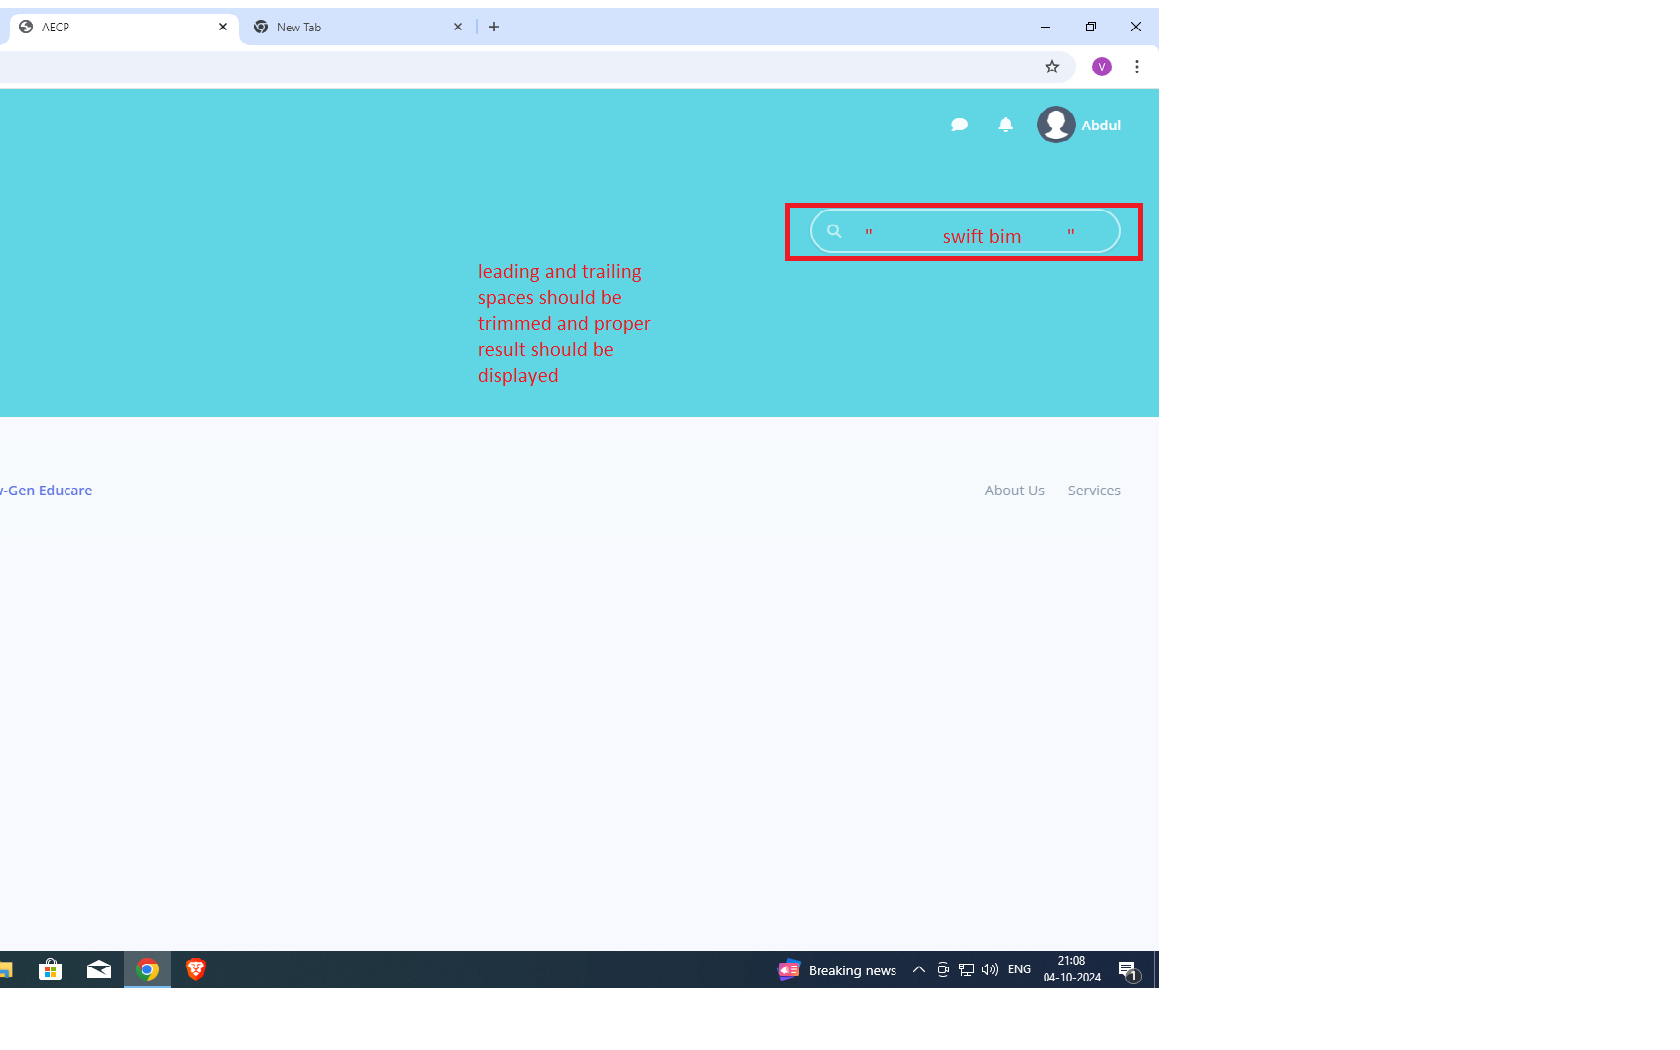 AECP
New Tab
V
Abdul
" swift bim "
leading and trailing
spaces should be
trimmed and proper
result should be
displayed
-Gen Educare
About Us Services
Breaking news
ENG
21:08
04-10-2024
1